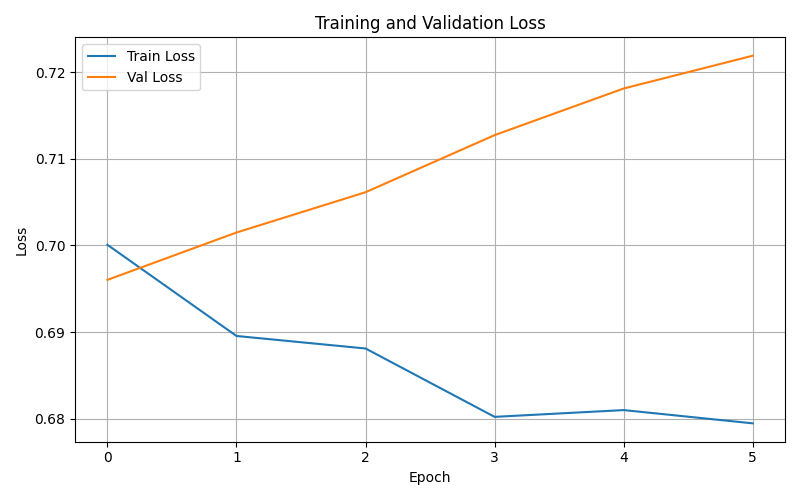 Training and Validation Loss
Train Loss
Val Loss
0.72
0.71
0.70
0.69
0.68
Loss
0
1
2
3
4
5
Epoch